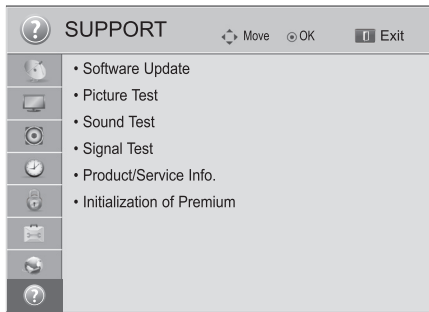 SUPPORT Move OK Exit
• Software Update
• Picture Test
• Sound Test
• Signal Test
• Product/Service Info.
• Initialization of Premium